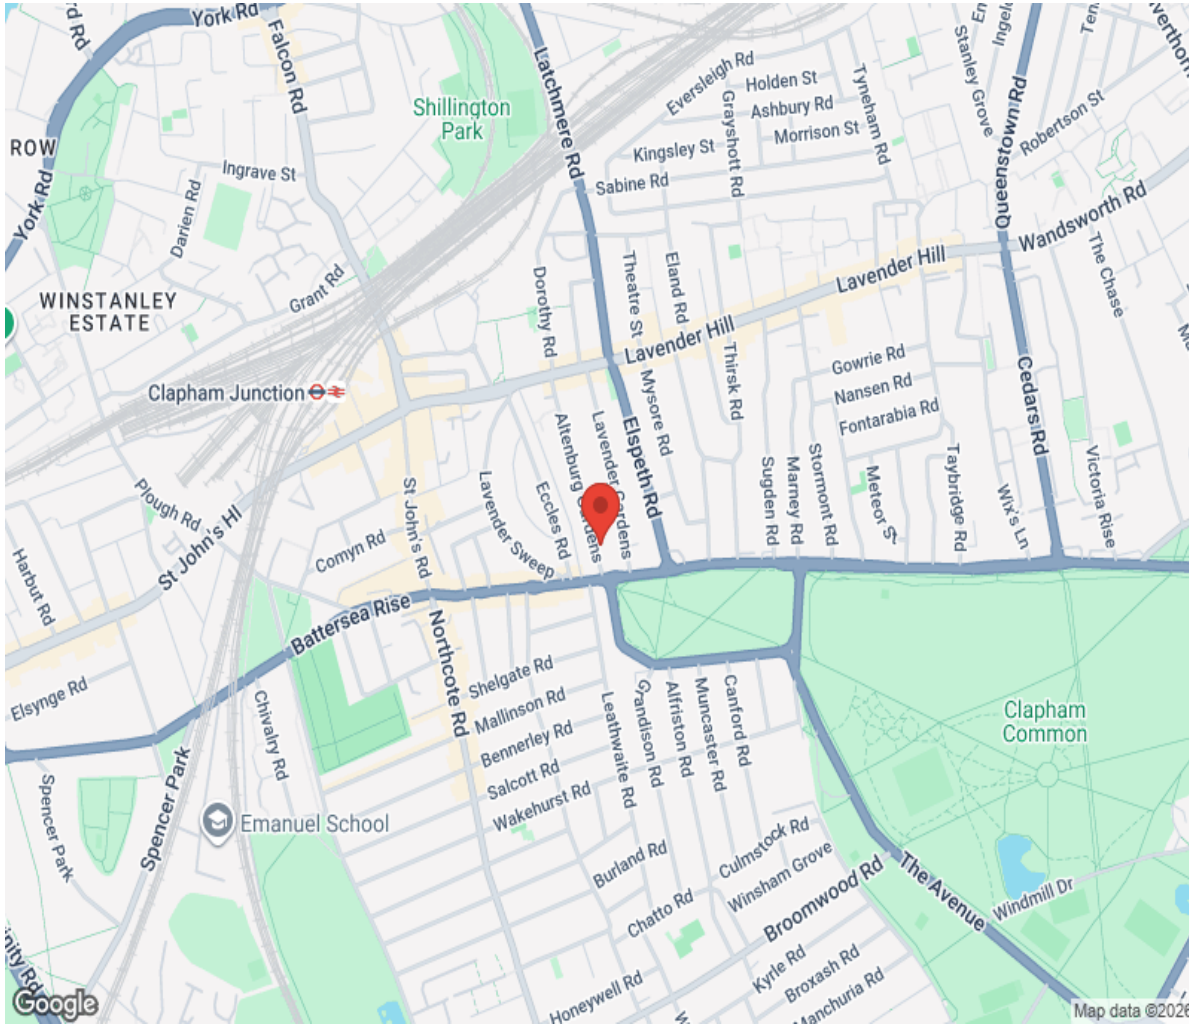 York Rd
Falcon Rd
Latchmere Rd
Eversleigh Rd
Holden St
Ashbury Rd
Morrison St
Grayshott Rd
Tyneham Rd
Stanley Grove
Queenstown Rd
Robertson St
Shillington
Park
Kingsley St
Sabine Rd
ROW
York Rd
Ingrave St
Darien Rd
Grant Rd
WINSTANLEY
ESTATE
Wandsworth Rd
The Chase
Lavender Hill
Theatre St
Eland Rd
Dorothy Rd
Lavender Hill
Clapham Junction
Thirsk Rd
Mysore Rd
Gowrie Rd
Nansen Rd
Fontarabia Rd
Cedars Rd
Altenburg Gardens
Lavender Gardens
Elspeth Rd
Eccles Rd
Lavender Sweep
St John's Rd
Plough Rd
St John's Hl
Comyn Rd
Harbut Rd
Sugden Rd
Marney Rd
Stormont Rd
Meteor St
Taybridge Rd
Wix's Ln
Victoria Rise
Battersea Rise
Northcote Rd
Elsynge Rd
Chivalry Rd
Spencer Park
Spencer Park
Emanuel School
Shelgate Rd
Mallinson Rd
Bennerley Rd
Salcott Rd
Wakehurst Rd
Leathwaite Rd
Grandison Rd
Alfriston Rd
Muncaster Rd
Canford Rd
Clapham
Common
Burland Rd
Culmstock Rd
Winsham Grove
Chatto Rd
Broomwood Rd
The Avenue
Windmill Dr
Kyrle Rd
Broxash Rd
Manchuria Rd
Honeywell Rd
Google
Map data ©2026